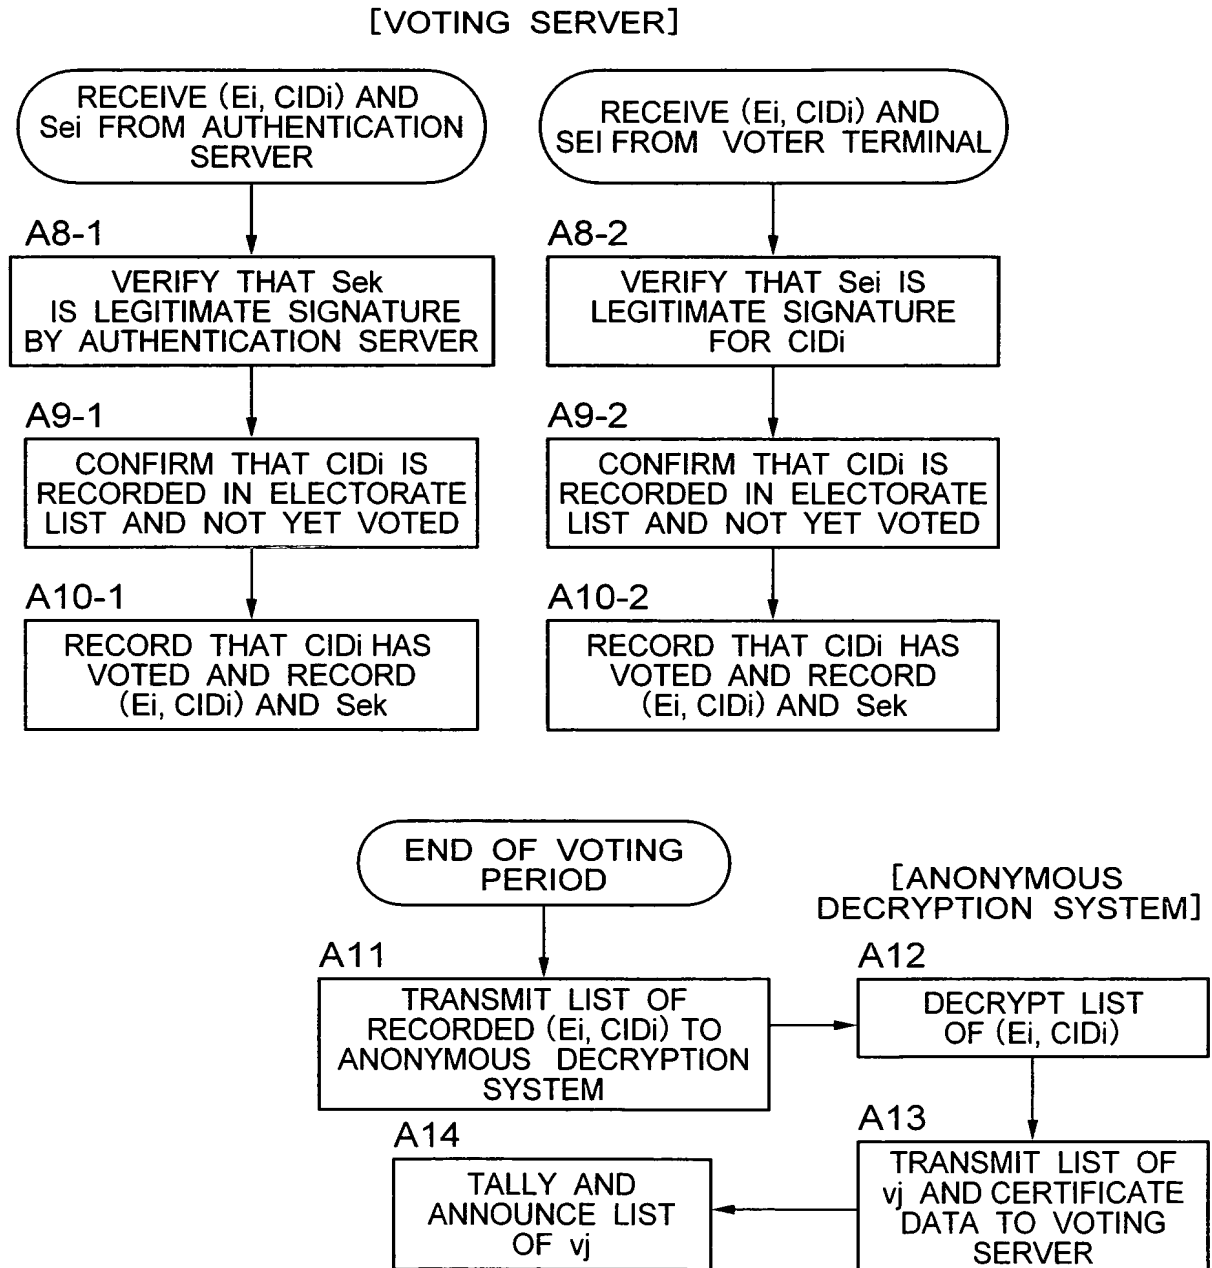 [VOTING SERVER]
RECEIVE (Ei, CIDi) AND
Sei FROM AUTHENTICATION
SERVER
A8-1
VERIFY THAT Sek
IS LEGITIMATE SIGNATURE
BY AUTHENTICATION SERVER
A9-1
CONFIRM THAT CIDi IS
RECORDED IN ELECTORATE
LIST AND NOT YET VOTED
A10-1
RECORD THAT CIDi HAS
VOTED AND RECORD
(Ei, CIDi) AND Sek
RECEIVE (Ei, CIDi) AND
SEI FROM VOTER TERMINAL
A8-2
VERIFY THAT Sei IS
LEGITIMATE SIGNATURE
FOR CIDi
A9-2
CONFIRM THAT CIDi IS
RECORDED IN ELECTORATE
LIST AND NOT YET VOTED
A10-2
RECORD THAT CIDi HAS
VOTED AND RECORD
(Ei, CIDi) AND Sek
END OF VOTING
PERIOD
A11
TRANSMIT LIST OF
RECORDED (Ei, CIDi) TO
ANONYMOUS DECRYPTION
SYSTEM
[ANONYMOUS
DECRYPTION SYSTEM]
A12
DECRYPT LIST
OF (Ei, CIDi)
A13
TRANSMIT LIST OF
vj AND CERTIFICATE
DATA TO VOTING
SERVER
A14
TALLY AND
ANNOUNCE LIST
OF vj